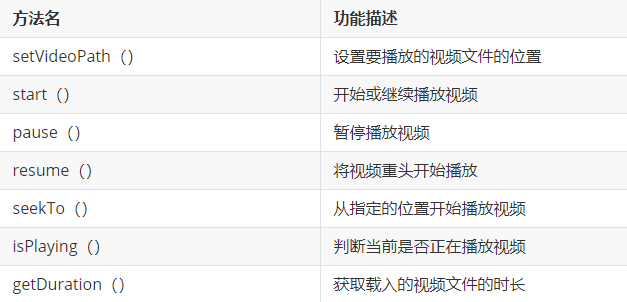 方法名 功能描述
setVideoPath（） 设置要播放的视频文件的位置
start（） 开始或继续播放视频
pause（） 暂停播放视频
resume（） 将视频重头开始播放
seekTo（） 从指定的位置开始播放视频
isPlaying（） 判断当前是否正在播放视频
getDuration（） 获取载入的视频文件的时长